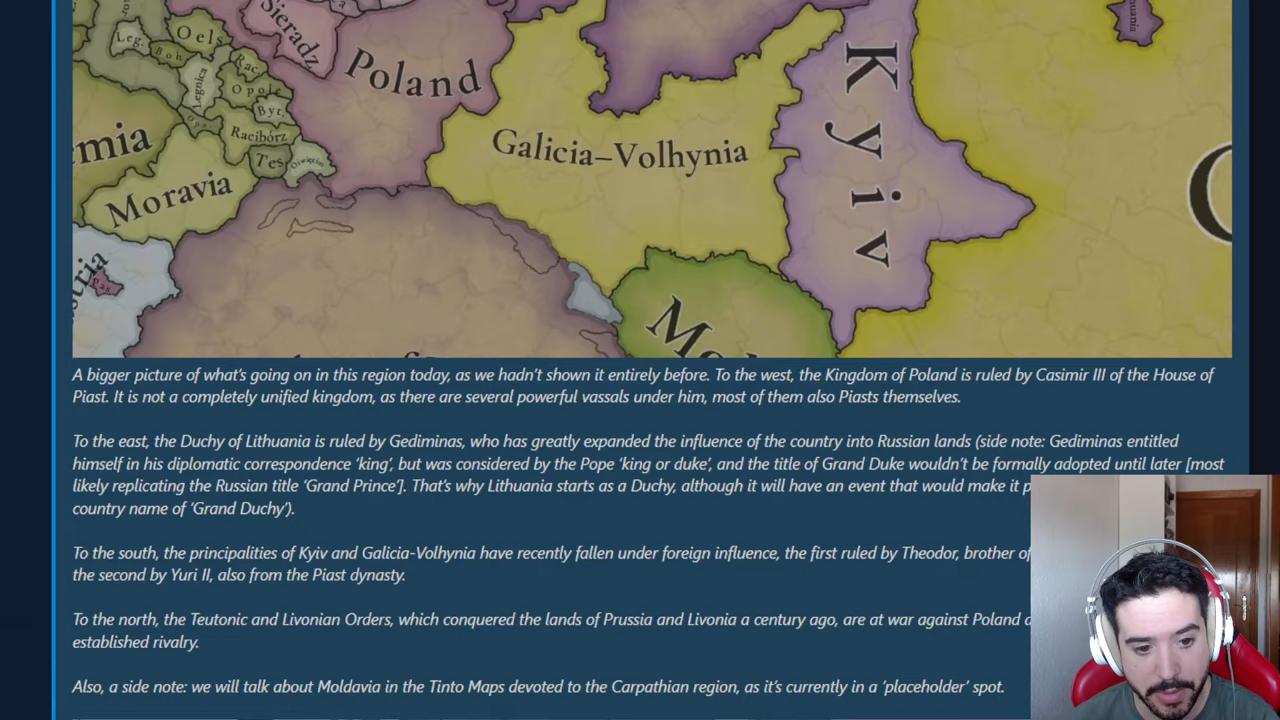 Sieradz
Leg.
Oels
Boh
Rac
Legnica
Opole
Byt.
Racibórz
Tes
Oświęcim
Poland
Galicia–Volhynia
Kyiv
mia
Moravia
stria
Pas
Mol
A bigger picture of what's going on in this region today, as we hadn't shown it entirely before. To the west, the Kingdom of Poland is ruled by Casimir III of the House of
Piast. It is not a completely unified kingdom, as there are several powerful vassals under him, most of them also Piasts themselves.
To the east, the Duchy of Lithuania is ruled by Gediminas, who has greatly expanded the influence of the country into Russian lands (side note: Gediminas entitled
himself in his diplomatic correspondence 'king', but was considered by the Pope 'king or duke', and the title of Grand Duke wouldn't be formally adopted until later [most
likely replicating the Russian title 'Grand Prince']. That's why Lithuania starts as a Duchy, although it will have an event that would make it p
country name of 'Grand Duchy').
To the south, the principalities of Kyiv and Galicia-Volhynia have recently fallen under foreign influence, the first ruled by Theodor, brother of
the second by Yuri II, also from the Piast dynasty.
To the north, the Teutonic and Livonian Orders, which conquered the lands of Prussia and Livonia a century ago, are at war against Poland
established rivalry.
Also, a side note: we will talk about Moldavia in the Tinto Maps devoted to the Carpathian region, as it's currently in a 'placeholder' spot.